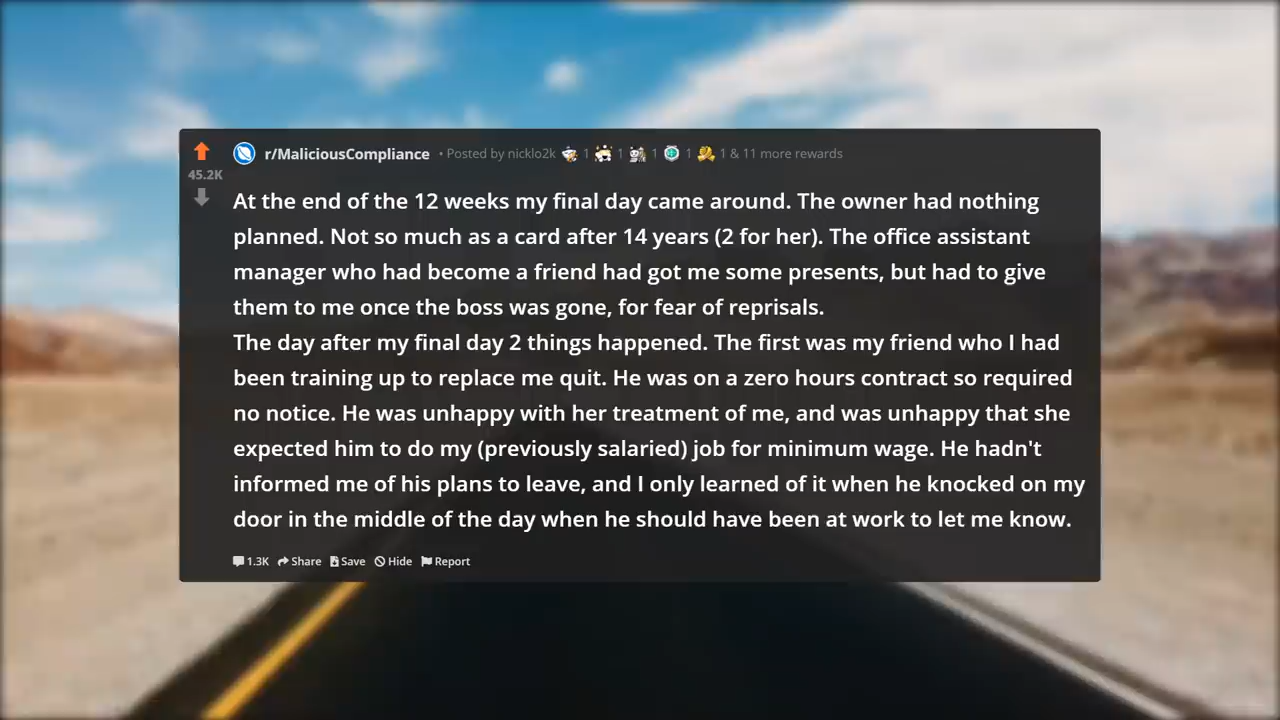 r/MaliciousCompliance • Posted by nicklo2k 1 1 1 1 1 & 11 more rewards
45.2K
At the end of the 12 weeks my final day came around. The owner had nothing
planned. Not so much as a card after 14 years (2 for her). The office assistant
manager who had become a friend had got me some presents, but had to give
them to me once the boss was gone, for fear of reprisals.
The day after my final day 2 things happened. The first was my friend who I had
been training up to replace me quit. He was on a zero hours contract so required
no notice. He was unhappy with her treatment of me, and was unhappy that she
expected him to do my (previously salaried) job for minimum wage. He hadn't
informed me of his plans to leave, and I only learned of it when he knocked on my
door in the middle of the day when he should have been at work to let me know.
1.3K Share Save Hide Report